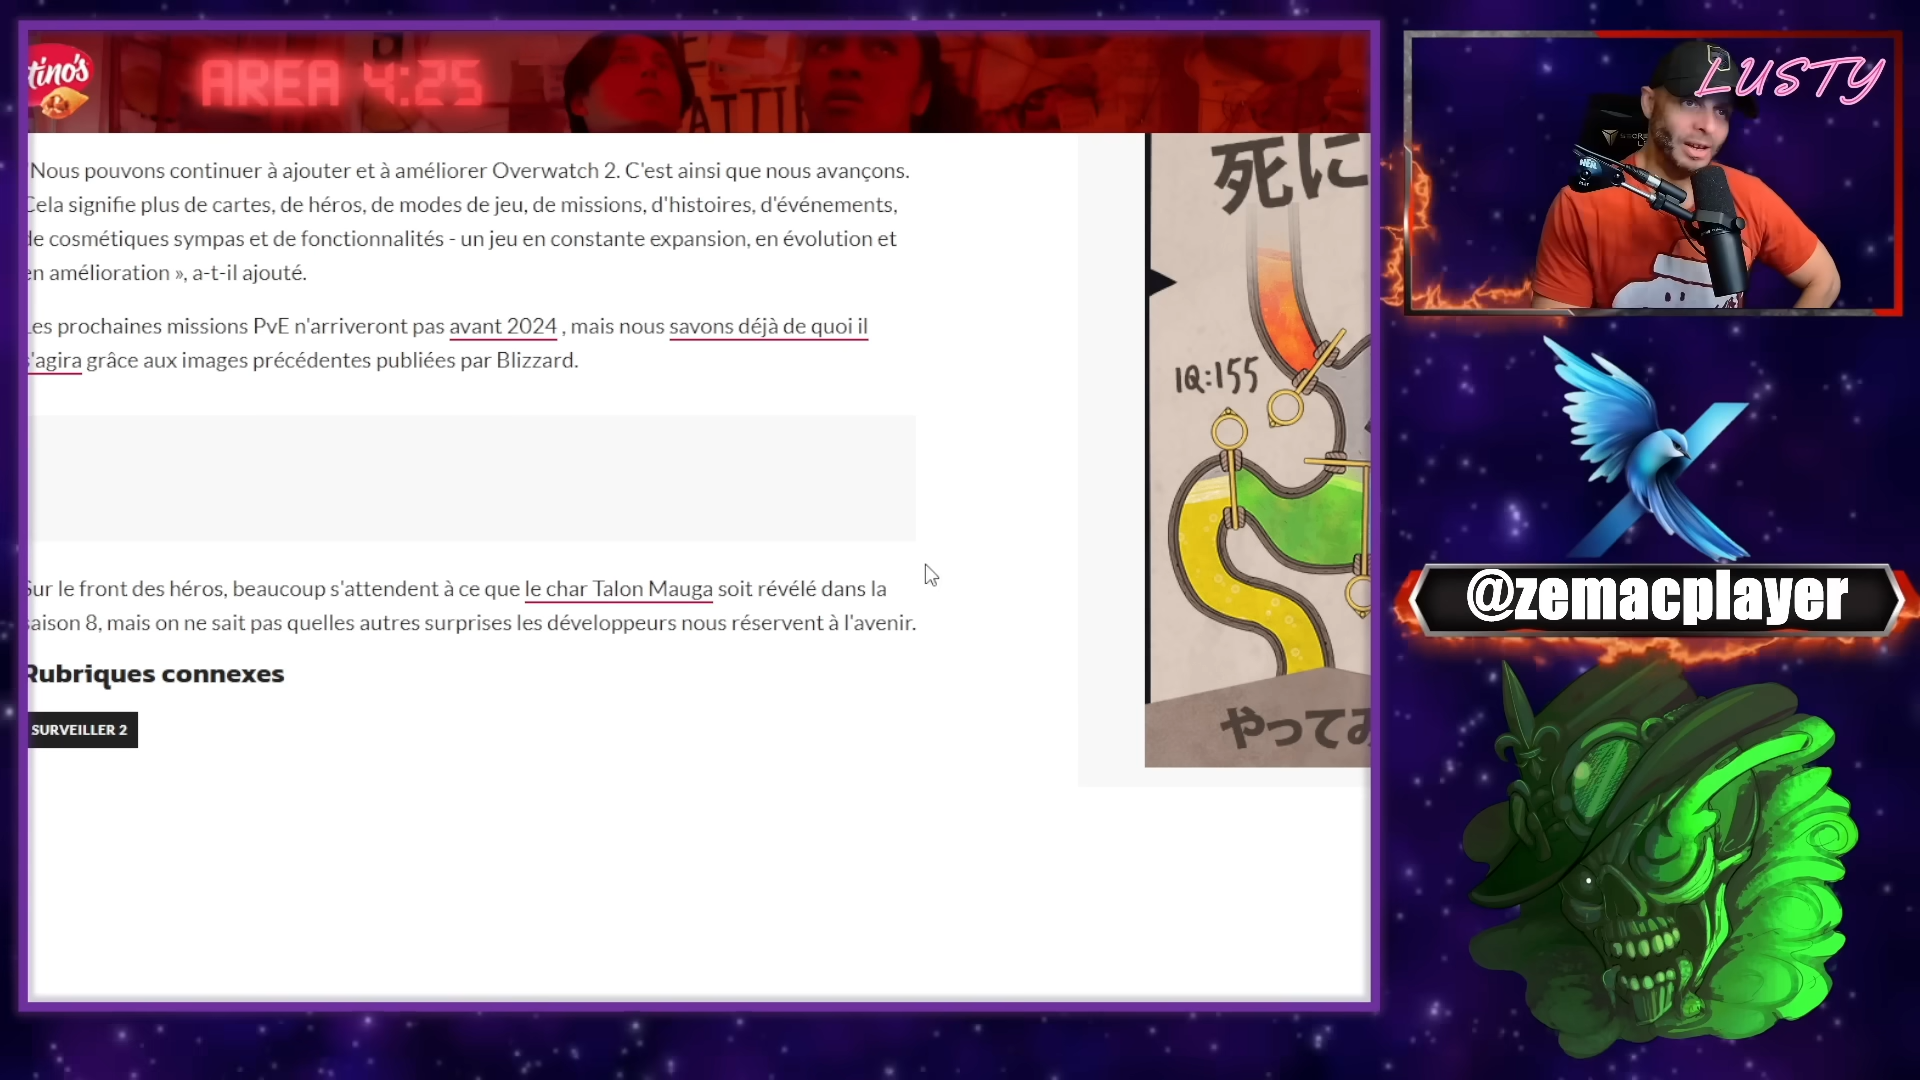 tino's
AREA 4:25
LUSTY
Nous pouvons continuer à ajouter et à améliorer Overwatch 2. C'est ainsi que nous avançons.
Cela signifie plus de cartes, de héros, de modes de jeu, de missions, d'histoires, d'événements,
de cosmétiques sympas et de fonctionnalités - un jeu en constante expansion, en évolution et
en amélioration », a-t-il ajouté.
Les prochaines missions PvE n'arriveront pas avant 2024 , mais nous savons déjà de quoi il
s'agira grâce aux images précédentes publiées par Blizzard.
Sur le front des héros, beaucoup s'attendent à ce que le char Talon Mauga soit révélé dans la
saison 8, mais on ne sait pas quelles autres surprises les développeurs nous réservent à l'avenir.
Rubriques connexes
SURVEILLER 2
死に
IQ:155
やってみ
@zemacplayer